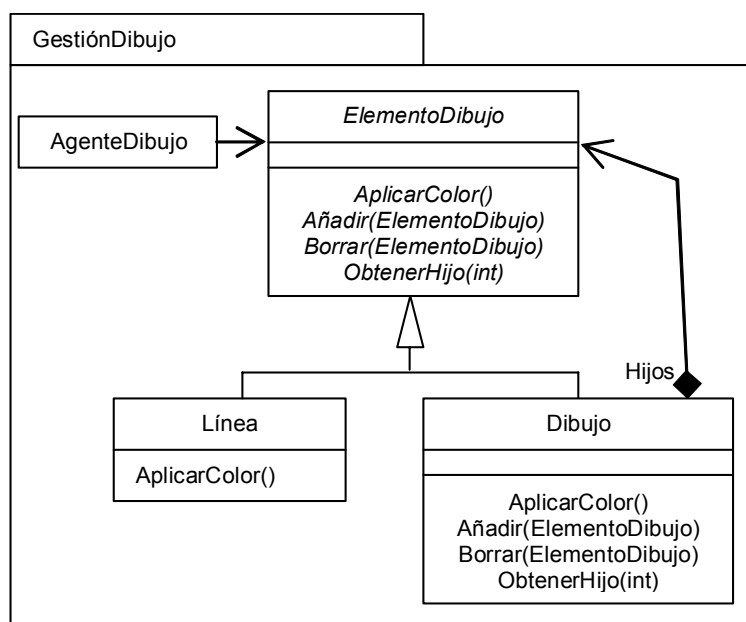 GestiónDibujo
ElementoDibujo
AgenteDibujo
AplicarColor()
Añadir(ElementoDibujo)
Borrar(ElementoDibujo)
ObtenerHijo(int)
Hijos
Línea
AplicarColor()
Dibujo
AplicarColor()
Añadir(ElementoDibujo)
Borrar(ElementoDibujo)
ObtenerHijo(int)